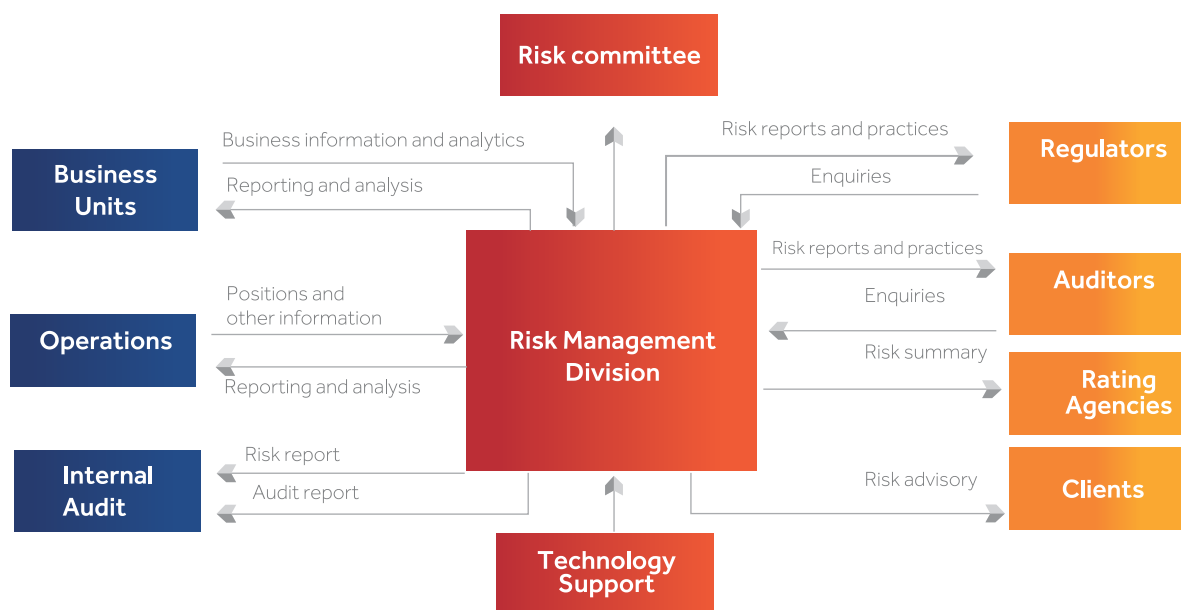 Risk committee
Business information and analytics
Risk reports and practices
Business
Units
Reporting and analysis
Regulators
Enquiries
Risk reports and practices
Auditors
Positions and
other information
Enquiries
Operations
Risk Management
Division
Risk summary
Reporting and analysis
Rating
Agencies
Internal
Audit
Risk report
Audit report
Risk advisory
Clients
Technology
Support